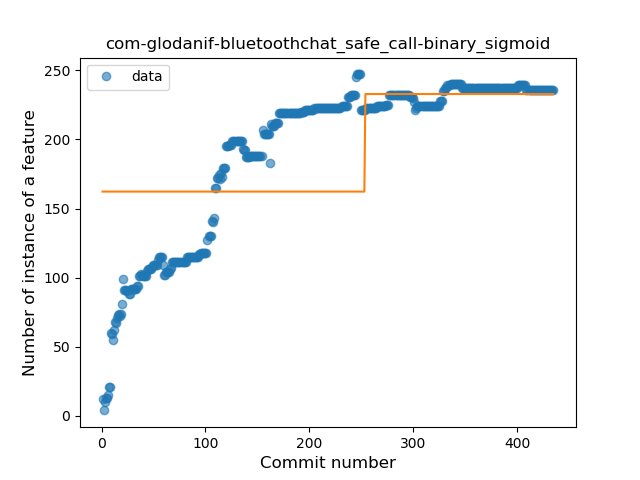 com-glodanif-bluetoothchat_safe_call-binary_sigmoid
data
Number of instance of a feature
250
200
150
100
50
0
0 100 200 300 400
Commit number